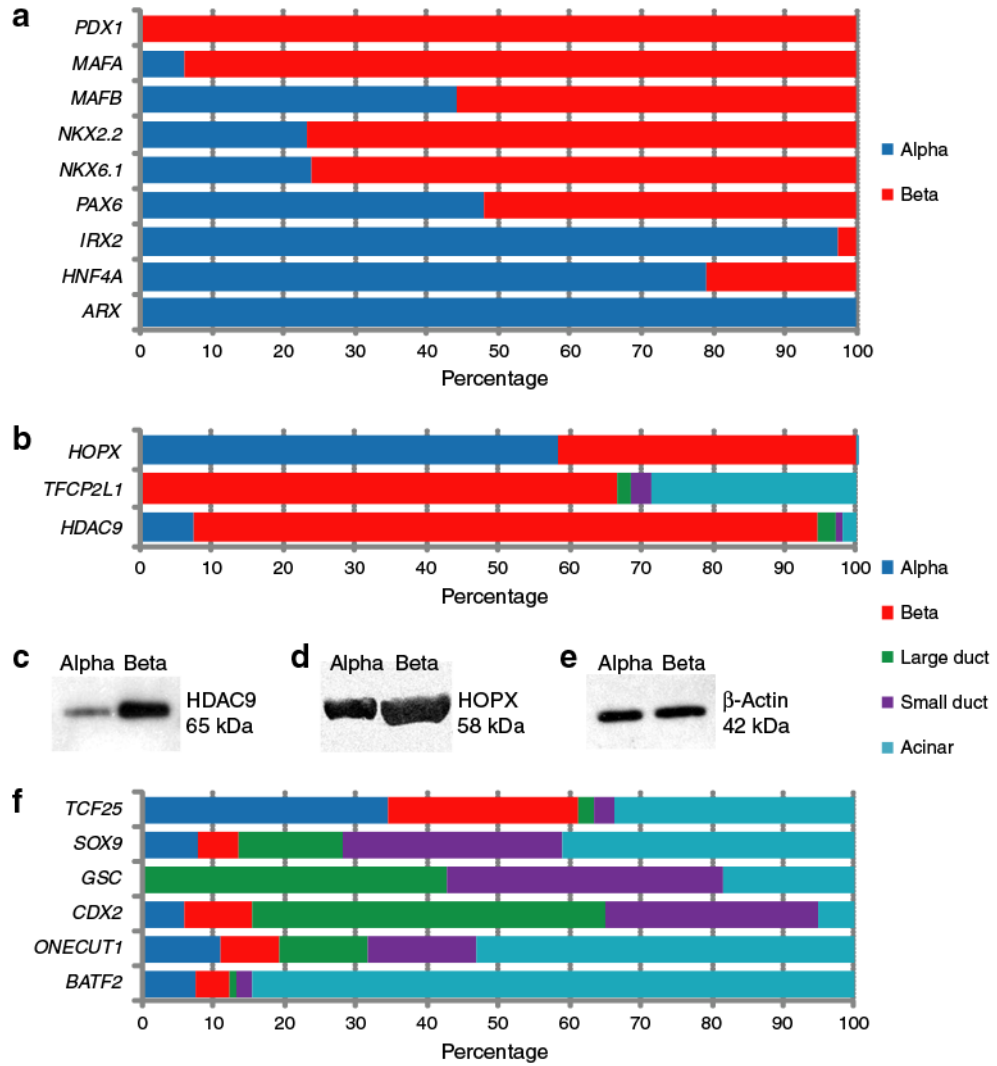 a
PDX1
MAFA
MAFB
NKX2.2
NKX6.1
PAX6
IRX2
HNF4A
ARX
0 10 20 30 40 50 60 70 80 90 100
Percentage
Alpha
Beta
b
HOPX
TFCP2L1
HDAC9
0 10 20 30 40 50 60 70 80 90 100
Percentage
Alpha
Beta
Large duct
Small duct
Acinar
c
Alpha Beta
HDAC9
65 kDa
d
Alpha Beta
HOPX
58 kDa
e
Alpha Beta
β-Actin
42 kDa
f
TCF25
SOX9
GSC
CDX2
ONECUT1
BATF2
0 10 20 30 40 50 60 70 80 90 100
Percentage